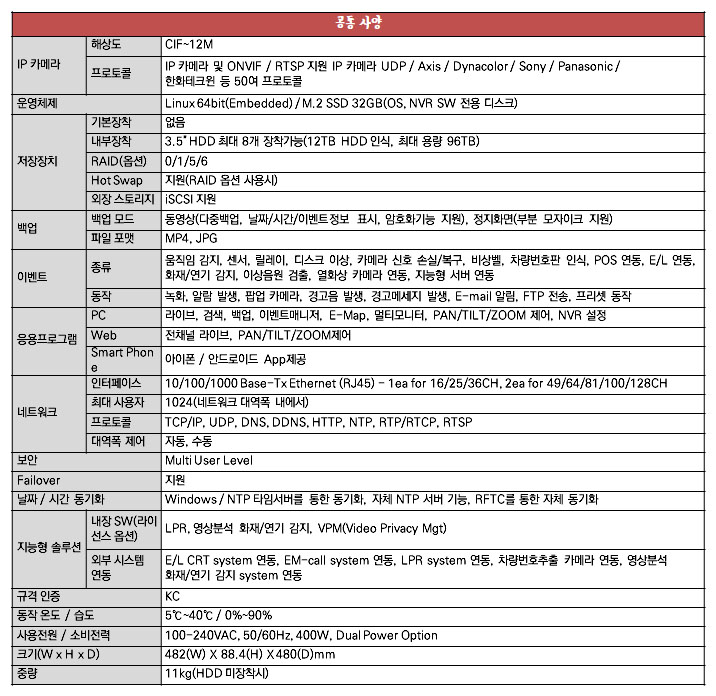 공통 사양
IP 카메라
해상도
CIF~12M
프로토콜
IP 카메라 및 ONVIF / RTSP 지원 IP 카메라 UDP / Axis / Dynacolor / Sony / Panasonic /
한화테크윈 등 50여 프로토콜
운영체제
Linux 64bit(Embedded) / M.2 SSD 32GB(OS, NVR SW 전용 디스크)
저장장치
기본장착
없음
내부장착
3.5" HDD 최대 8개 장착가능(12TB HDD 인식, 최대 용량 96TB)
RAID(옵션)
0/1/5/6
Hot Swap
지원(RAID 옵션 사용시)
외장 스토리지
iSCSI 지원
백업
백업 모드
동영상(다중백업, 날짜/시간/이벤트정보 표시, 암호화기능 지원), 정지화면(부분 모자이크 지원)
파일 포맷
MP4, JPG
이벤트
종류
움직임 감지, 센서, 릴레이, 디스크 이상, 카메라 신호 손실/복구, 비상벨, 차량번호판 인식, POS 연동, E/L 연동,
화재/연기 감지, 이상음원 검출, 열화상 카메라 연동, 지능형 서버 연동
동작
녹화, 알람 발생, 팝업 카메라, 경고음 발생, 경고메세지 발생, E-mail 알림, FTP 전송, 프리셋 동작
응용프로그램
PC
라이브, 검색, 백업, 이벤트매니저, E-Map, 멀티모니터, PAN/TILT/ZOOM 제어, NVR 설정
Web
전채널 라이브, PAN/TILT/ZOOM제어
Smart Phon
e
아이폰 / 안드로이드 App제공
네트워크
인터페이스
10/100/1000 Base-Tx Ethernet (RJ45) - 1ea for 16/25/36CH, 2ea for 49/64/81/100/128CH
최대 사용자
1024(네트워크 대역폭 내에서)
프로토콜
TCP/IP, UDP, DNS, DDNS, HTTP, NTP, RTP/RTCP, RTSP
대역폭 제어
자동, 수동
보안
Multi User Level
Failover
지원
날짜 / 시간 동기화
Windows / NTP 타임서버를 통한 동기화, 자체 NTP 서버 기능, RFTC를 통한 자체 동기화
지능형 솔루션
내장 SW(라이
선스 옵션)
LPR, 영상분석 화재/연기 감지, VPM(Video Privacy Mgt)
외부 시스템
연동
E/L CRT system 연동, EM-call system 연동, LPR system 연동, 차량번호추출 카메라 연동, 영상분석
화재/연기 감지 system 연동
규격 인증
KC
동작 온도 / 습도
5℃~40℃ / 0%~90%
사용전원 / 소비전력
100-240VAC, 50/60Hz, 400W, Dual Power Option
크기(W x H x D)
482(W) X 88.4(H) X 480(D)mm
중량
11kg(HDD 미장착시)